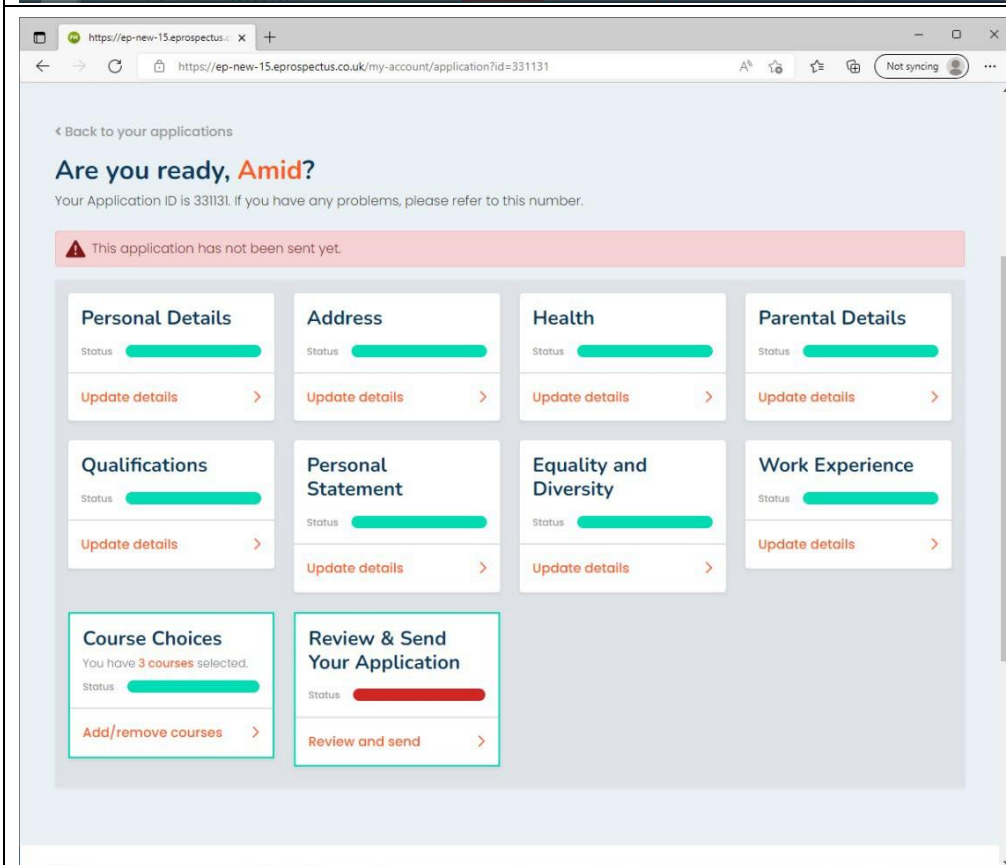 https://ep-new-15.eprospectus.c
https://ep-new-15.eprospectus.co.uk/my-account/application?id=331131
Not syncing
Back to your applications
Are you ready, Amid?
Your Application ID is 331131. If you have any problems, please refer to this number.
This application has not been sent yet.
Personal Details
Status
Update details
Address
Status
Update details
Health
Status
Update details
Parental Details
Status
Update details
Qualifications
Status
Update details
Personal
Statement
Status
Update details
Equality and
Diversity
Status
Update details
Work Experience
Status
Update details
Course Choices
You have 3 courses selected.
Status
Add/remove courses
Review & Send
Your Application
Status
Review and send